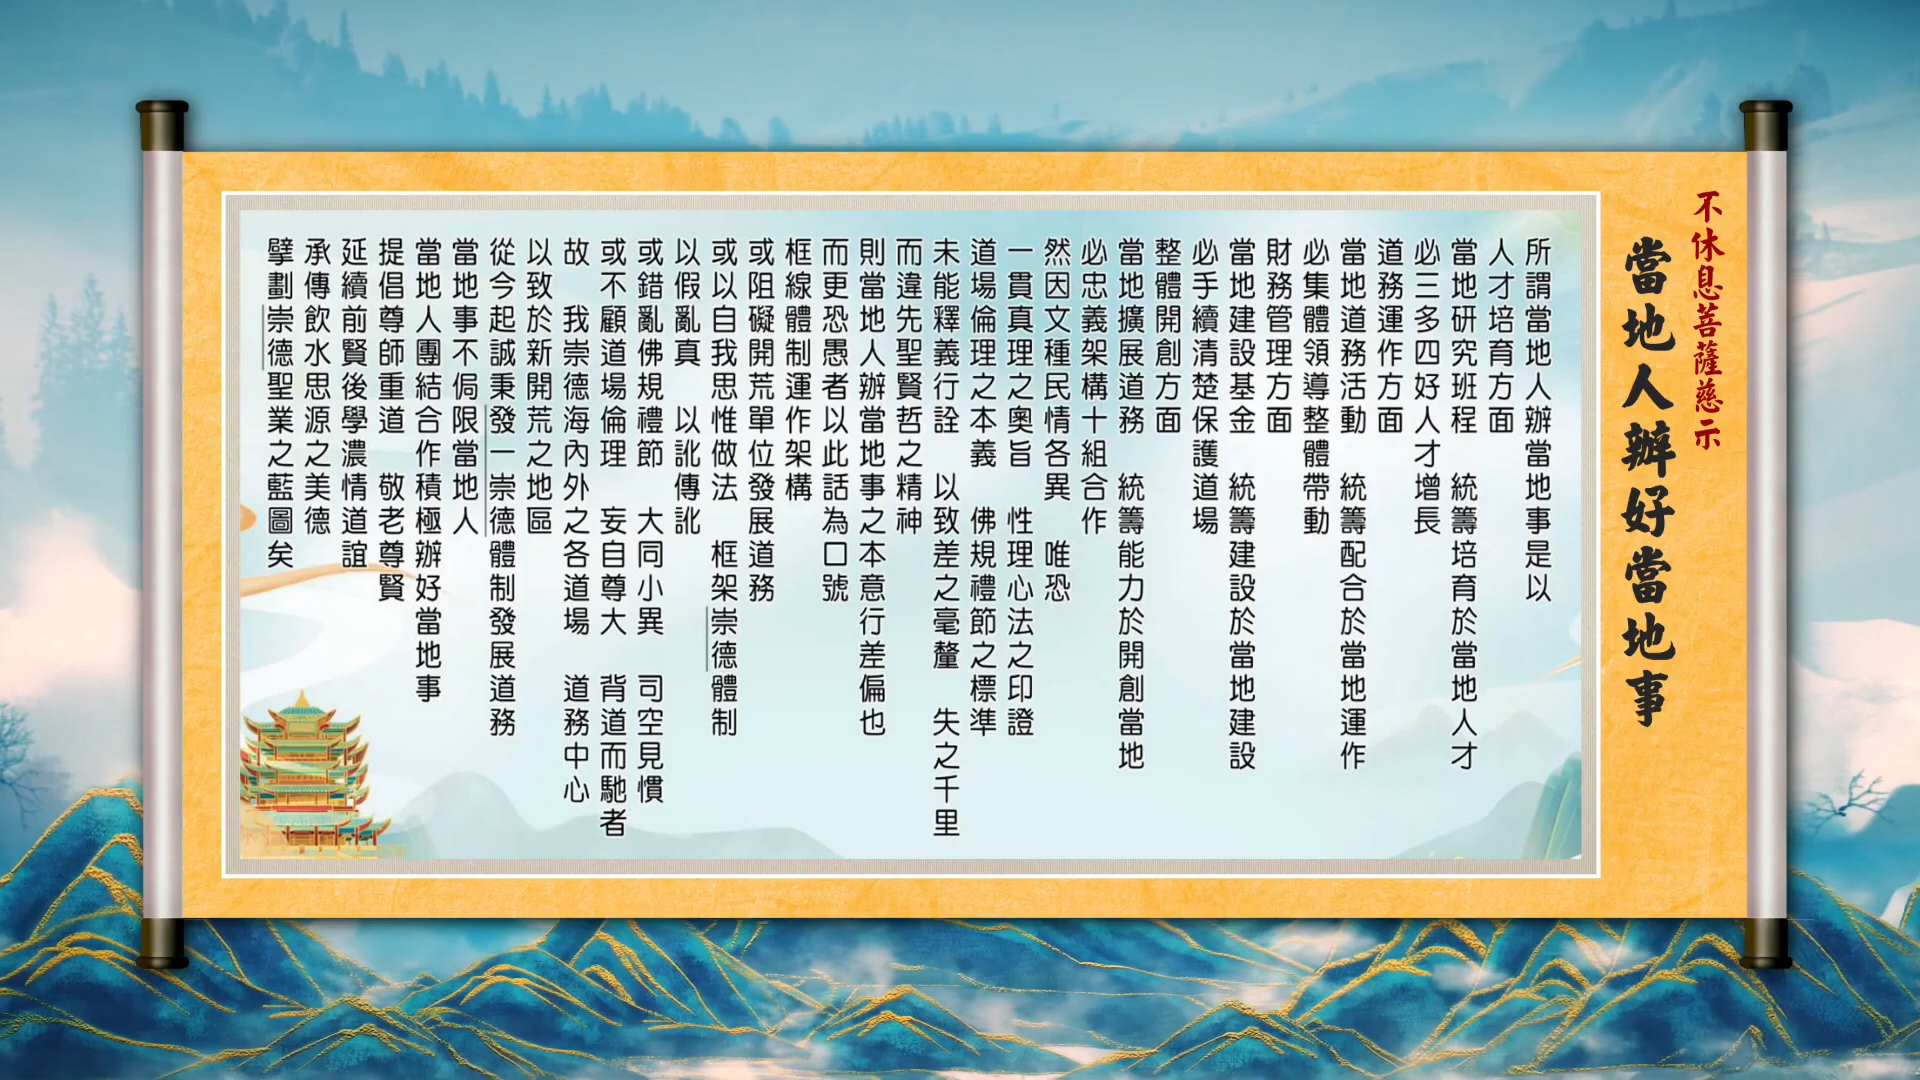 不休息菩薩慈示
當地人辦好當地事
所謂當地人辦當地事是以
人才培育方面
當地研究班程　統籌培育於當地人才
必三多四好人才增長
道務運作方面
當地道務活動　統籌配合於當地運作
必集體領導整體帶動
財務管理方面
當地建設基金　統籌建設於當地建設
必手續清楚保護道場
整體開創方面
當地擴展道務　統籌能力於開創當地
必忠義架構十組合作
然因文種民情各異　唯恐
一貫真理之奧旨　性理心法之印證
道場倫理之本義　佛規禮節之標準
未能釋義行詮　以致差之毫釐　失之千里
而違先聖賢哲之精神
則當地人辦當地事之本意行差偏也
而更恐愚者以此話為口號
框線體制運作架構
或阻礙開荒單位發展道務
或以自我思惟做法　框架崇德體制
以假亂真　以訛傳訛
或錯亂佛規禮節　大同小異　司空見慣
或不顧道場倫理　妄自尊大　背道而馳者
故　我崇德海內外之各道場　道務中心
以致於新開荒之地區
從今起誠秉發一崇德體制發展道務
當地事不侷限當地人
當地人團結合作積極辦好當地事
提倡尊師重道　敬老尊賢
延續前賢後學濃情道誼
承傳飲水思源之美德
擘劃崇德聖業之藍圖矣